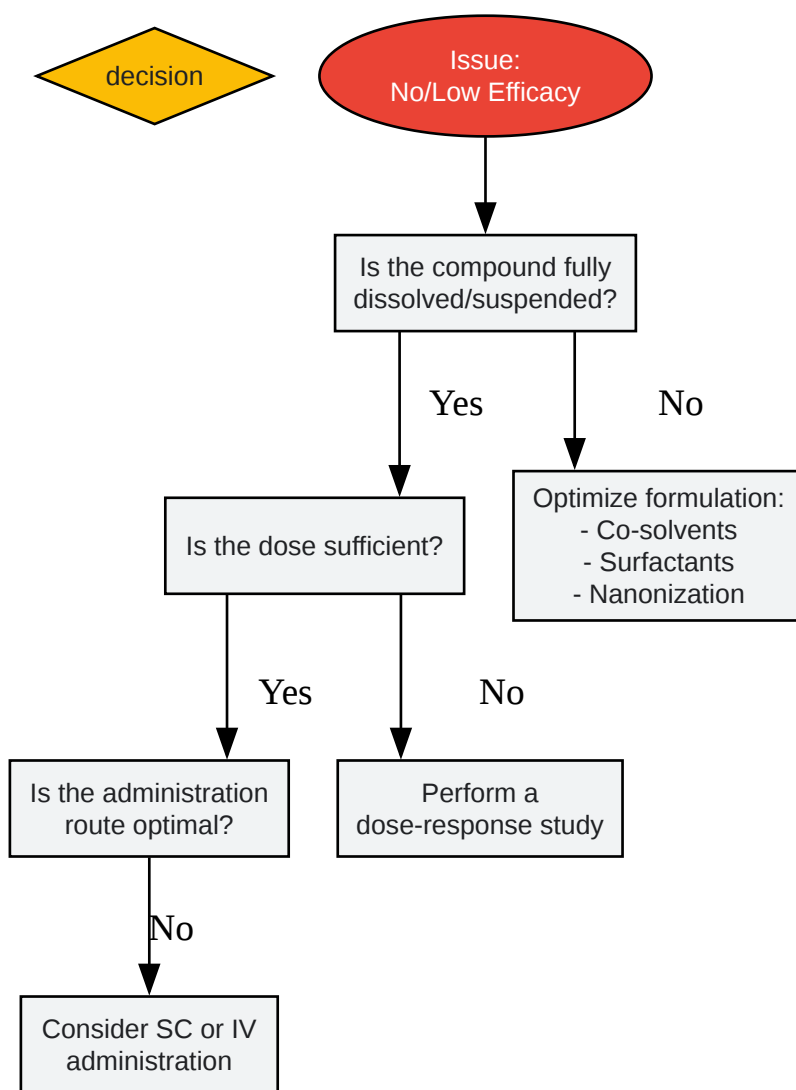 decision
Issue:
No/Low Efficacy
Is the compound fully
dissolved/suspended?
Yes
No
Optimize formulation:
- Co-solvents
- Surfactants
- Nanonization
Is the dose sufficient?
Yes
No
Is the administration
route optimal?
Perform a
dose-response study
No
Consider SC or IV
administration